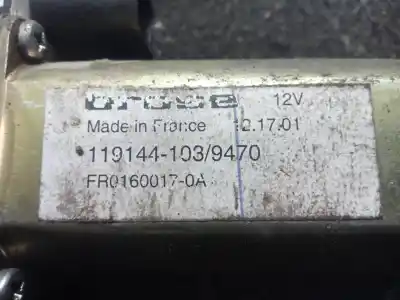 brose 12V
Made in France 2.17.01
119144-103/9470
FR0160017-0A